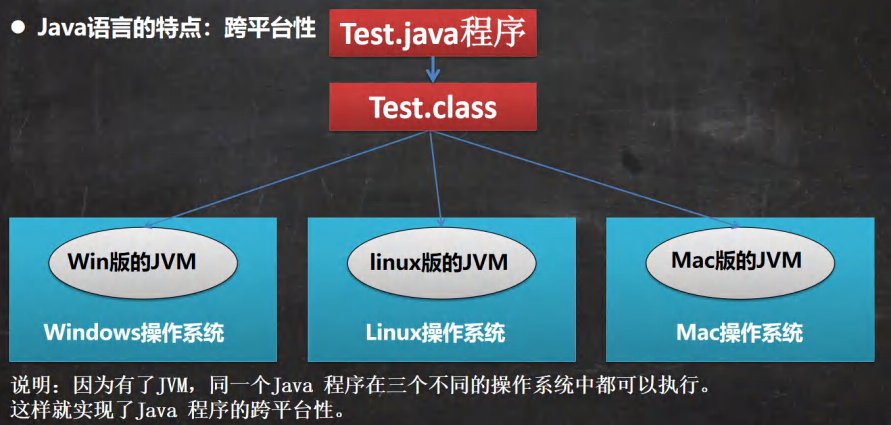 ● Java语言的特点：跨平台性
Test.java程序
Test.class
Win版的JVM
linux版的JVM
Mac版的JVM
Windows操作系统
Linux操作系统
Mac操作系统
说明：因为有了JVM，同一个Java 程序在三个不同的操作系统中都可以执行。
这样就实现了Java 程序的跨平台性。